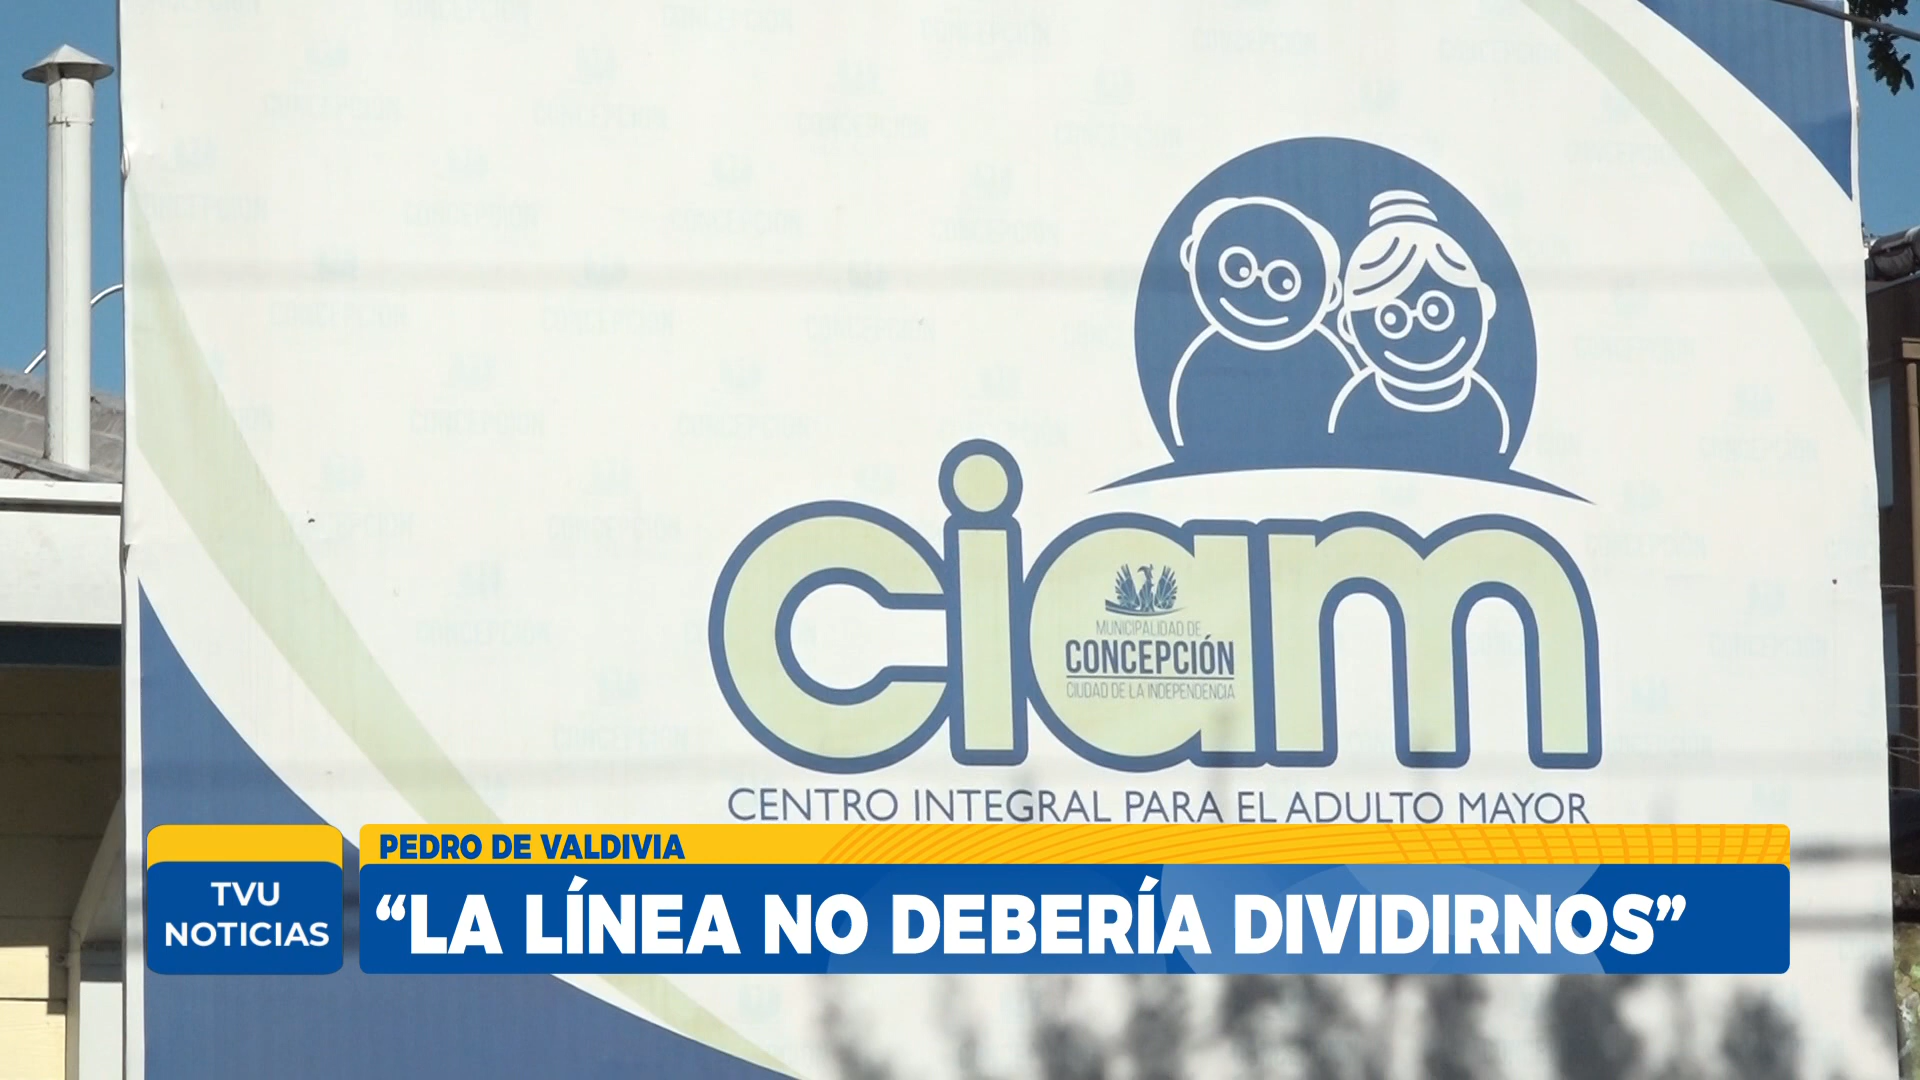 ciam
MUNICIPALIDAD DE
CONCEPCIÓN
CIUDAD DE LA INDEPENDENCIA
CENTRO INTEGRAL PARA EL ADULTO MAYOR
PEDRO DE VALDIVIA
TVU
NOTICIAS
“LA LÍNEA NO DEBERÍA DIVIDIRNOS”